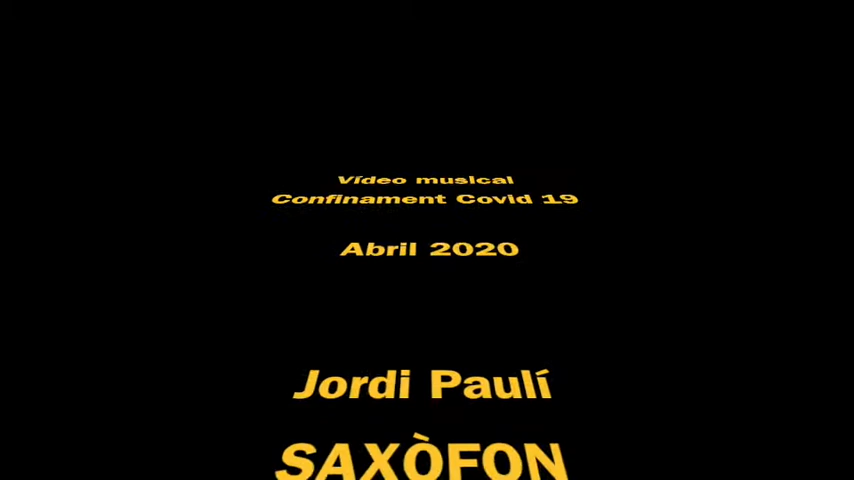 Vídeo musical
Confinament Covid 19
Abril 2020
Jordi Paulí
SAXÒFON